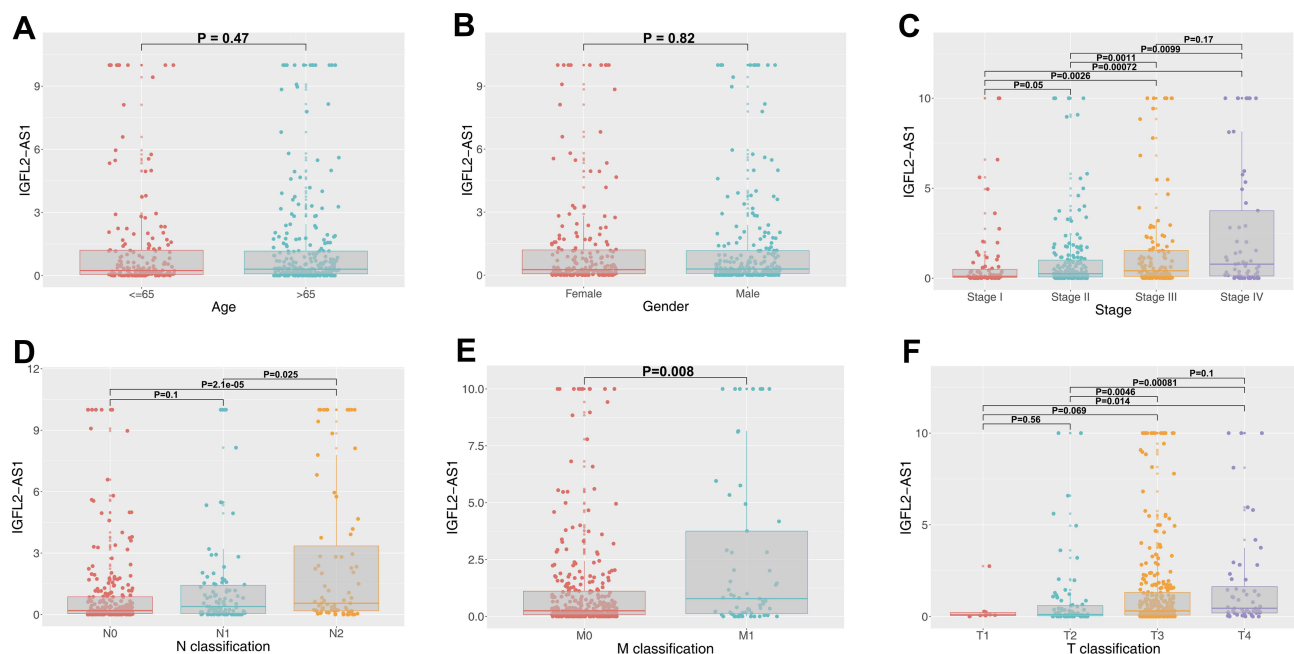 A
P = 0.47
9
6
3
0
IGFL2-AS1
<=65
>65
Age
B
P = 0.82
9
6
3
0
IGFL2-AS1
Female
Male
Gender
C
P=0.17
P=0.0099
P=0.0011
P=0.00072
P=0.0026
P=0.05
10
5
0
IGFL2-AS1
Stage I
Stage II
Stage III
Stage IV
Stage
D
12
P=0.025
P=2.1e-05
P=0.1
9
6
3
0
IGFL2-AS1
N0
N1
N2
N classification
E
P=0.008
10.0
7.5
5.0
2.5
0.0
IGFL2-AS1
M0
M1
M classification
F
P=0.1
P=0.00081
P=0.0046
P=0.014
P=0.069
P=0.56
10
5
0
IGFL2-AS1
T1
T2
T3
T4
T classification